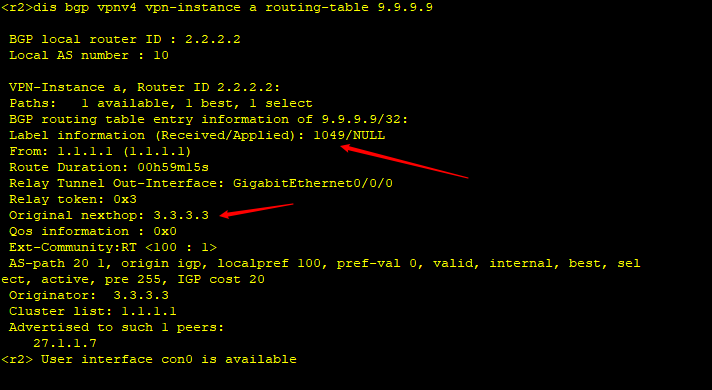 <r2>dis bgp vpnv4 vpn-instance a routing-table 9.9.9.9
BGP local router ID : 2.2.2.2
Local AS number : 10
VPN-Instance a, Router ID 2.2.2.2:
Paths:   1 available, 1 best, 1 select
BGP routing table entry information of 9.9.9.9/32:
Label information (Received/Applied): 1049/NULL
From: 1.1.1.1 (1.1.1.1)
Route Duration: 00h59m15s
Relay Tunnel Out-Interface: GigabitEthernet0/0/0
Relay token: 0x3
Original nexthop: 3.3.3.3
Qos information : 0x0
Ext-Community:RT <100 : 1>
AS-path 20 1, origin igp, localpref 100, pref-val 0, valid, internal, best, sel
ect, active, pre 255, IGP cost 20
Originator:  3.3.3.3
Cluster list: 1.1.1.1
Advertised to such 1 peers:
27.1.1.7
<r2> User interface con0 is available